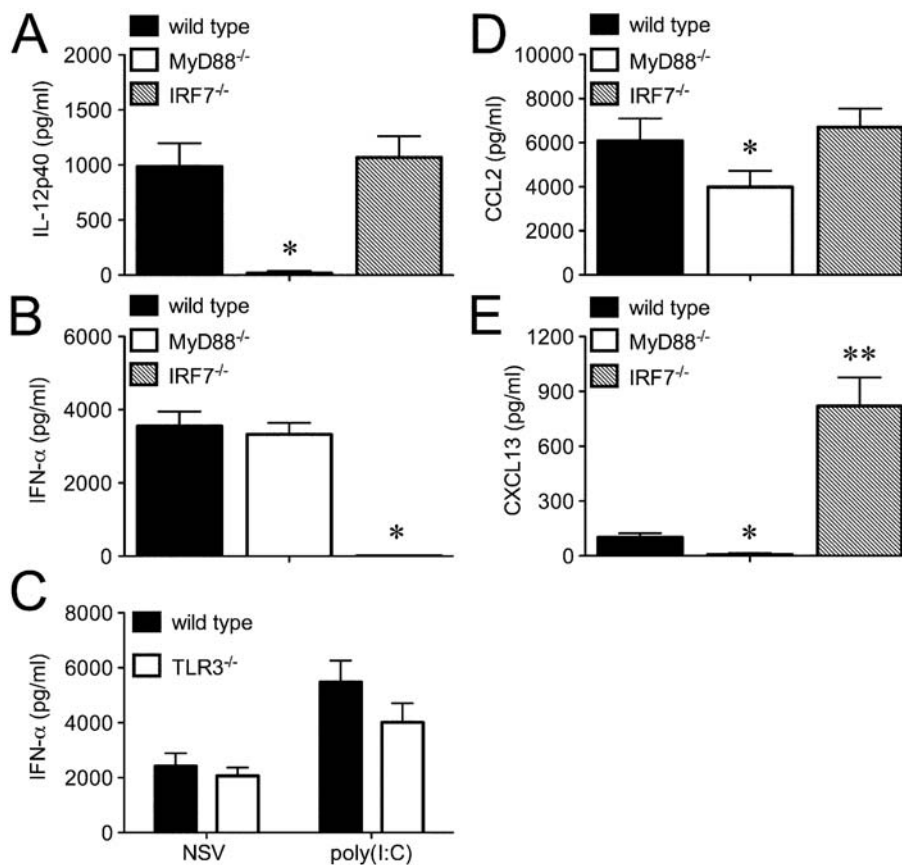 A
wild type
MyD88-/-
IRF7-/-
IL-12p40 (pg/ml)
2000
1500
1000
500
0
*
B
wild type
MyD88-/-
IRF7-/-
IFN-α (pg/ml)
6000
4000
2000
0
*
C
wild type
TLR3-/-
IFN-α (pg/ml)
8000
6000
4000
2000
0
NSV
poly(I:C)
D
wild type
MyD88-/-
IRF7-/-
CCL2 (pg/ml)
10000
8000
6000
4000
2000
0
*
E
wild type
MyD88-/-
IRF7-/-
CXCL13 (pg/ml)
1200
900
600
300
0
*
**